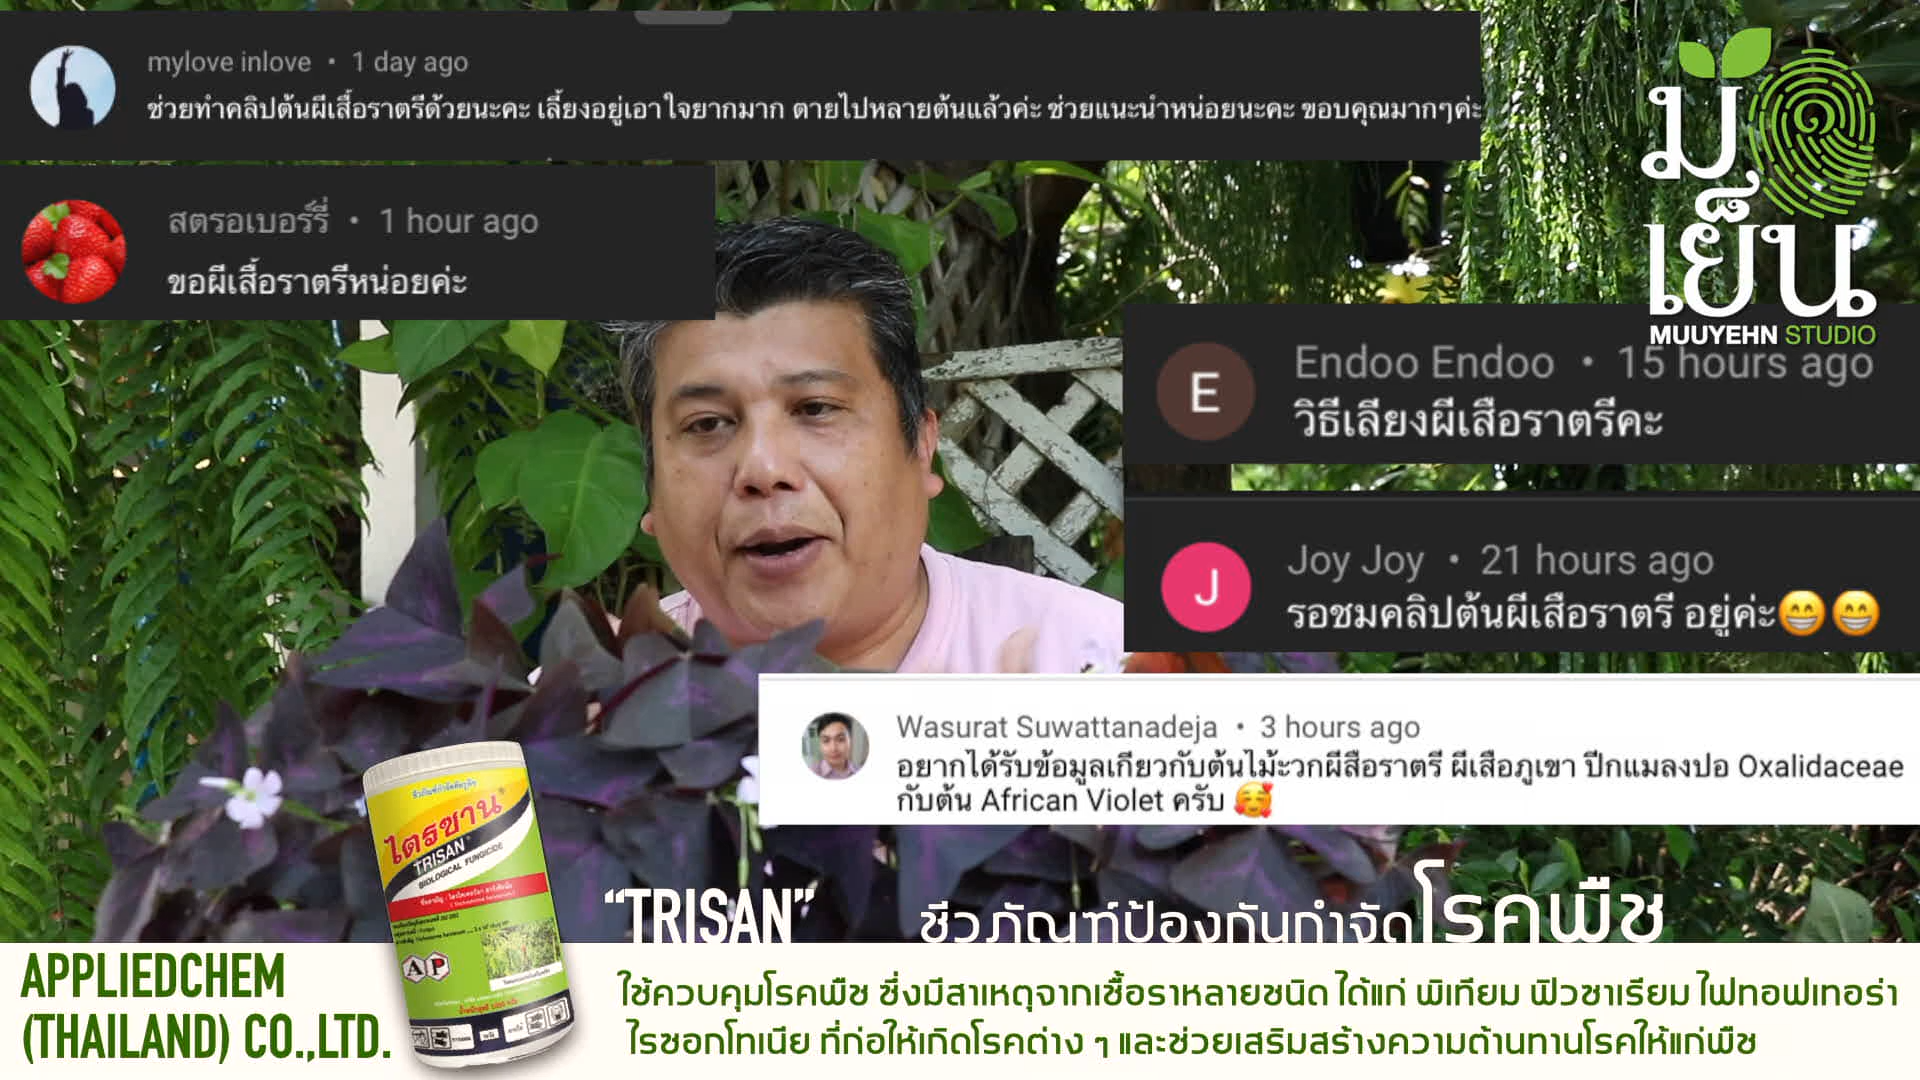 mylove inlove • 1 day ago
ช่วยทำคลิปต้นผีเสื้อราตรีด้วยนะคะ เลี้ยงอยู่เอาใจยากมาก ตายไปหลายต้นแล้วค่ะ ช่วยแนะนำหน่อยนะคะ ขอบคุณมากๆค่ะ
สตรอเบอร์รี่ • 1 hour ago
ขอผีเสื้อราตรีหน่อยค่ะ
มือเย็น
MUUYEHN STUDIO
E
Endoo Endoo • 15 hours ago
วิธีเลียงผีเสือราตรีคะ
J
Joy Joy • 21 hours ago
รอชมคลิปต้นผีเสือราตรี อยู่ค่ะ😁😁
Wasurat Suwattanadeja • 3 hours ago
อยากได้รับข้อมูลเกียวกับต้นไม้ะวกผีสือราตรี ผีเสือภูเขา ปีกแมลงปอ Oxalidaceae
กับต้น African Violet ครับ 🥰
ชีวภัณฑ์กำจัดศัตรูพืช
ไตรซาน
TRISAN
BIOLOGICAL FUNGICIDE
AP
“TRISAN” ชีวภัณฑ์ป้องกันกำจัดโรคพืช
APPLIEDCHEM
(THAILAND) CO.,LTD.
ใช้ควบคุมโรคพืช ซึ่งมีสาเหตุจากเชื้อราหลายชนิด ได้แก่ พิเทียม ฟิวซาเรียม ไฟทอฟเทอร่า
ไรซอกโทเนีย ที่ก่อให้เกิดโรคต่าง ๆ และช่วยเสริมสร้างความต้านทานโรคให้แก่พืช